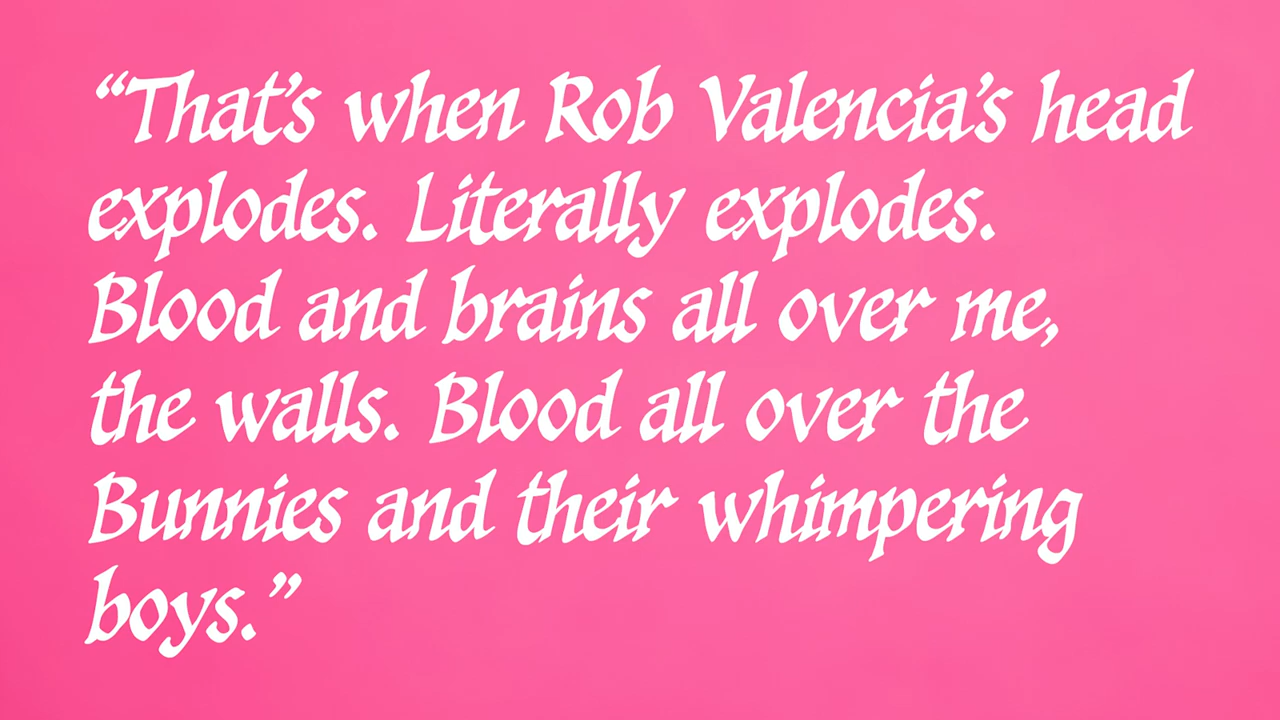 “That’s when Rob Valencia’s head
explodes. Literally explodes.
Blood and brains all over me,
the walls. Blood all over the
Bunnies and their whimpering
boys.”